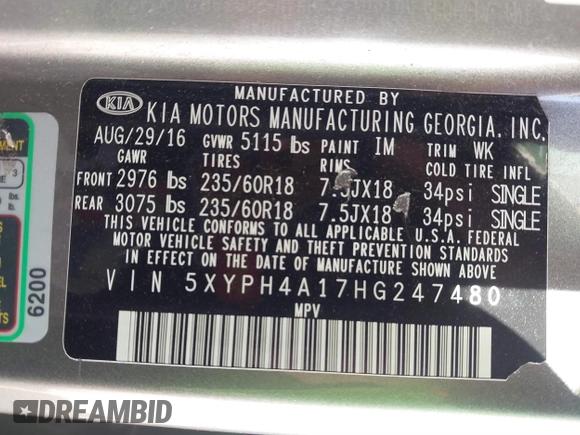 MANUFACTURED BY
KIA KIA MOTORS MANUFACTURING GEORGIA, INC.
AUG/29/16 GVWR 5115 lbs PAINT IM TRIM WK
GAWR TIRES RIMS COLD TIRE INFL
FRONT 2976 lbs 235/60R18 7.5JX18 34psi SINGLE
REAR 3075 lbs 235/60R18 7.5JX18 34psi SINGLE
THIS VEHICLE CONFORMS TO ALL APPLICABLE U.S.A. FEDERAL
MOTOR VEHICLE SAFETY AND THEFT PREVENTION STANDARDS
IN EFFECT ON THE DATE OF MANUFACTURE SHOWN ABOVE.
VIN 5XYPH4A17HG247480
MPV
6200
DREAMBID